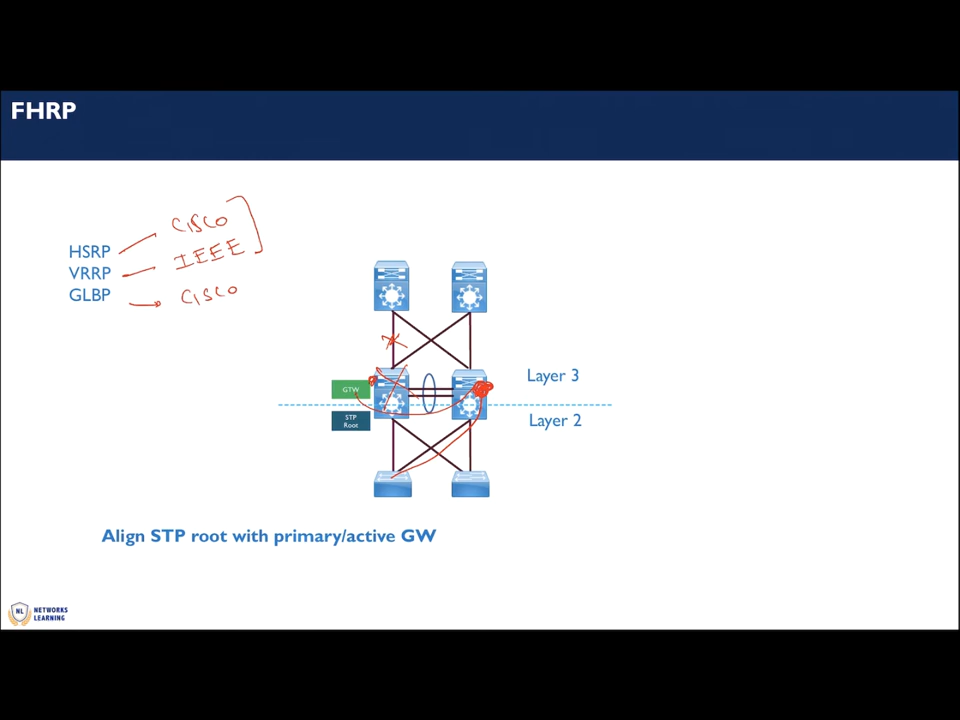 FHRP
CISCO
HSRP
IEEE
VRRP
GLBP
CISCO
Layer 3
GTW
STP
Root
Layer 2
Align STP root with primary/active GW
NL
NETWORKS
LEARNING